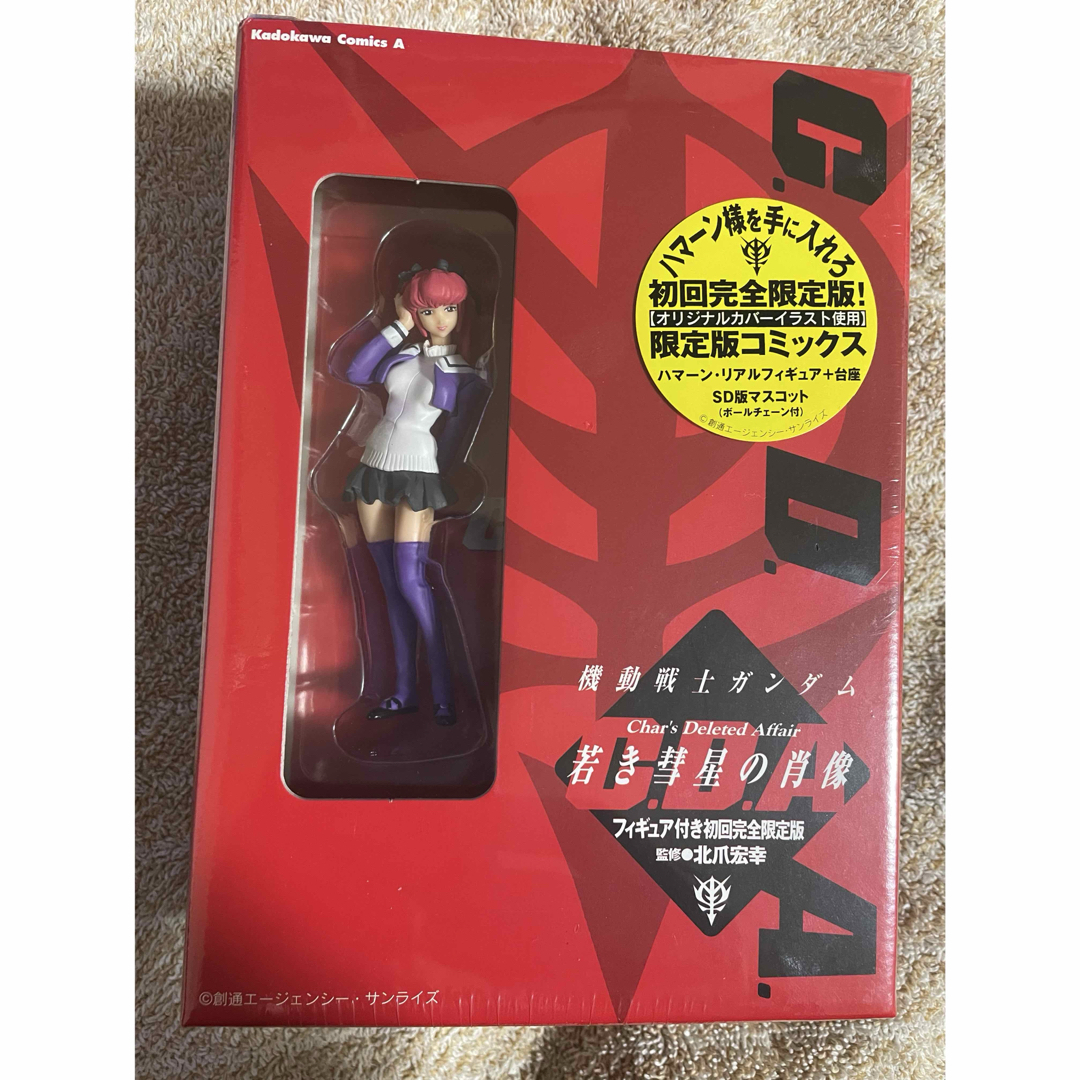 Kadokawa Comics A
C.D.A.
ハマーン様を手に入れろ
初回完全限定版!
【オリジナルカバーイラスト使用】
限定版コミックス
ハマーン・リアルフィギュア+台座
SD版マスコット
(ボールチェーン付)
©創通エージェンシー・サンライズ
機動戦士ガンダム
Char's Deleted Affair
若き彗星の肖像
C.D.A
フィギュア付き初回完全限定版
監修●北爪宏幸
©創通エージェンシー・サンライズ